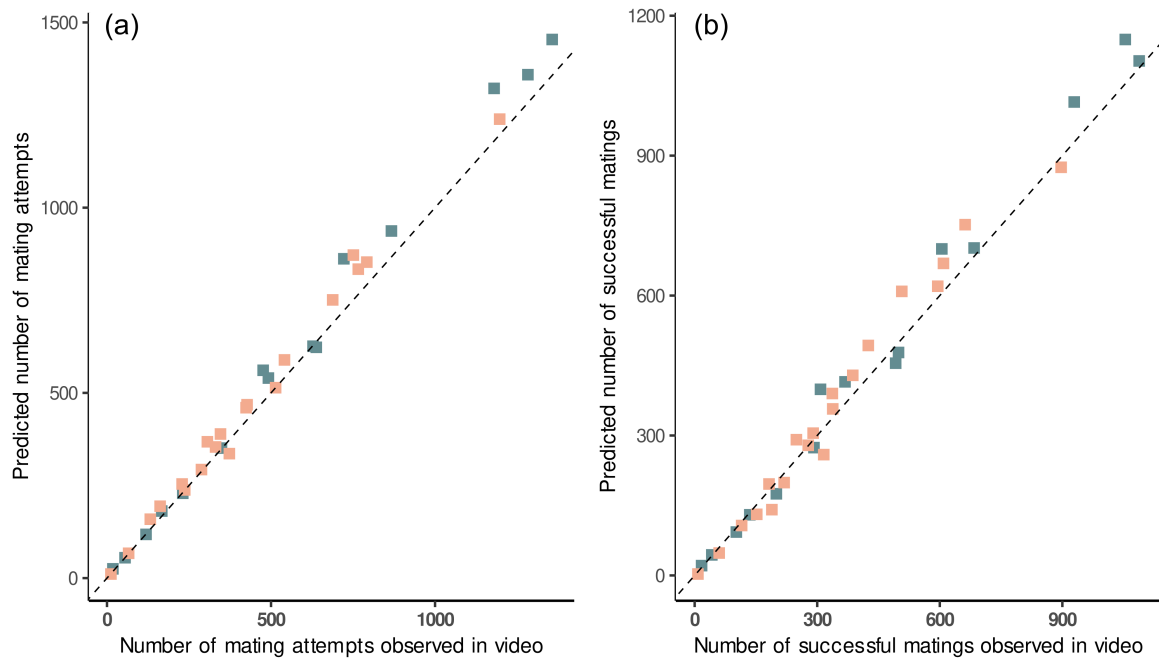 (a)
1500
1000
500
0
0
500
1000
Predicted number of mating attempts
Number of mating attempts observed in video
(b)
1200
900
600
300
0
0
300
600
900
Predicted number of successful matings
Number of successful matings observed in video